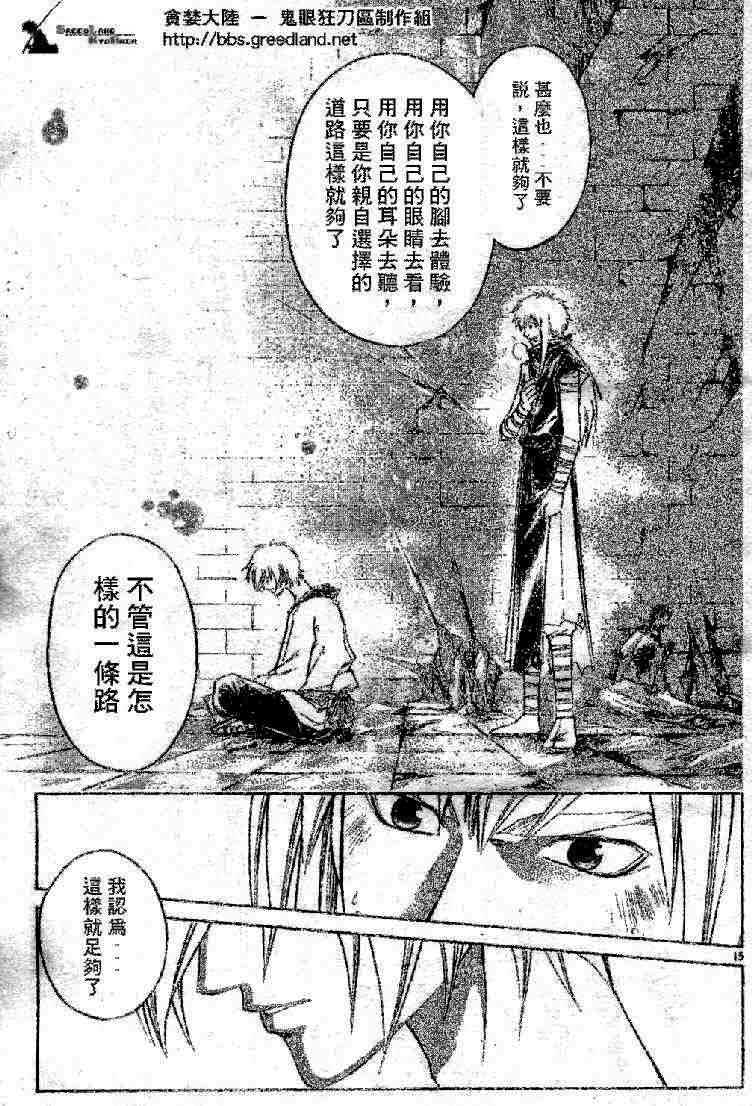 貪婪大陸 － 鬼眼狂刀區制作組
http://bbs.greedland.net
甚麼也...不要
說，這樣就夠了
用你自己的腳去體驗，
用你自己的眼睛去看，
用你自己的耳朵去聽，
只要是你親自選擇的
道路這樣就夠了
不管這是怎
樣的一條路
我認為...
這樣就足夠了
15